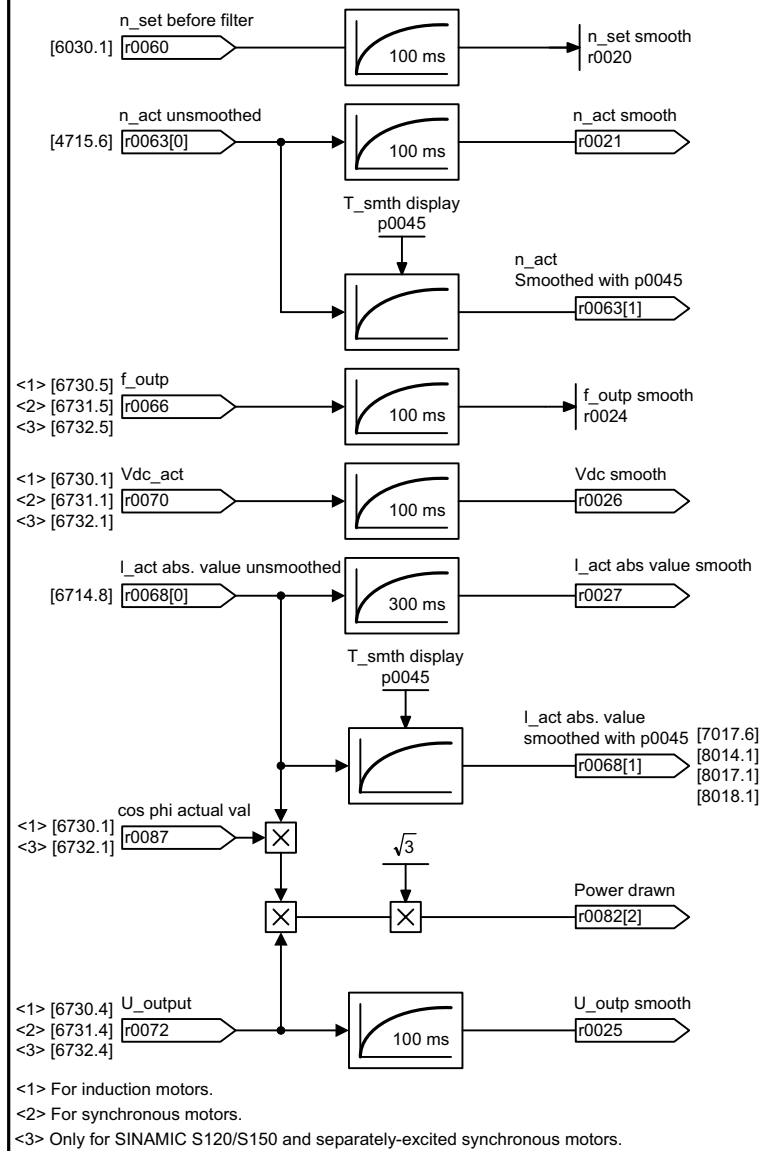 n_set before filter
[6030.1] r0060
100 ms
n_set smooth
r0020
n_act unsmoothed
[4715.6] r0063[0]
100 ms
n_act smooth
r0021
T_smth display
p0045
n_act
Smoothed with p0045
r0063[1]
<1> [6730.5] f_outp
<2> [6731.5] r0066
<3> [6732.5]
100 ms
f_outp smooth
r0024
<1> [6730.1] Vdc_act
<2> [6731.1] r0070
<3> [6732.1]
100 ms
Vdc smooth
r0026
I_act abs. value unsmoothed
[6714.8] r0068[0]
300 ms
I_act abs value smooth
r0027
T_smth display
p0045
I_act abs. value
smoothed with p0045
r0068[1]
[7017.6]
[8014.1]
[8017.1]
[8018.1]
cos phi actual val
<1> [6730.1]
<3> [6732.1]
r0087
×
√3
×
×
Power drawn
r0082[2]
<1> [6730.4] U_output
<2> [6731.4] r0072
<3> [6732.4]
100 ms
U_outp smooth
r0025
<1> For induction motors.
<2> For synchronous motors.
<3> Only for SINAMIC S120/S150 and separately-excited synchronous motors.